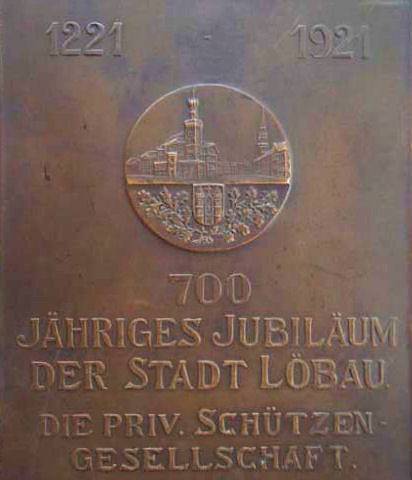 1221 - 1921
700
JÄHRIGES JUBILÄUM
DER STADT LÖBAU.
DIE PRIV. SCHÜTZEN-
GESELLSCHAFT.